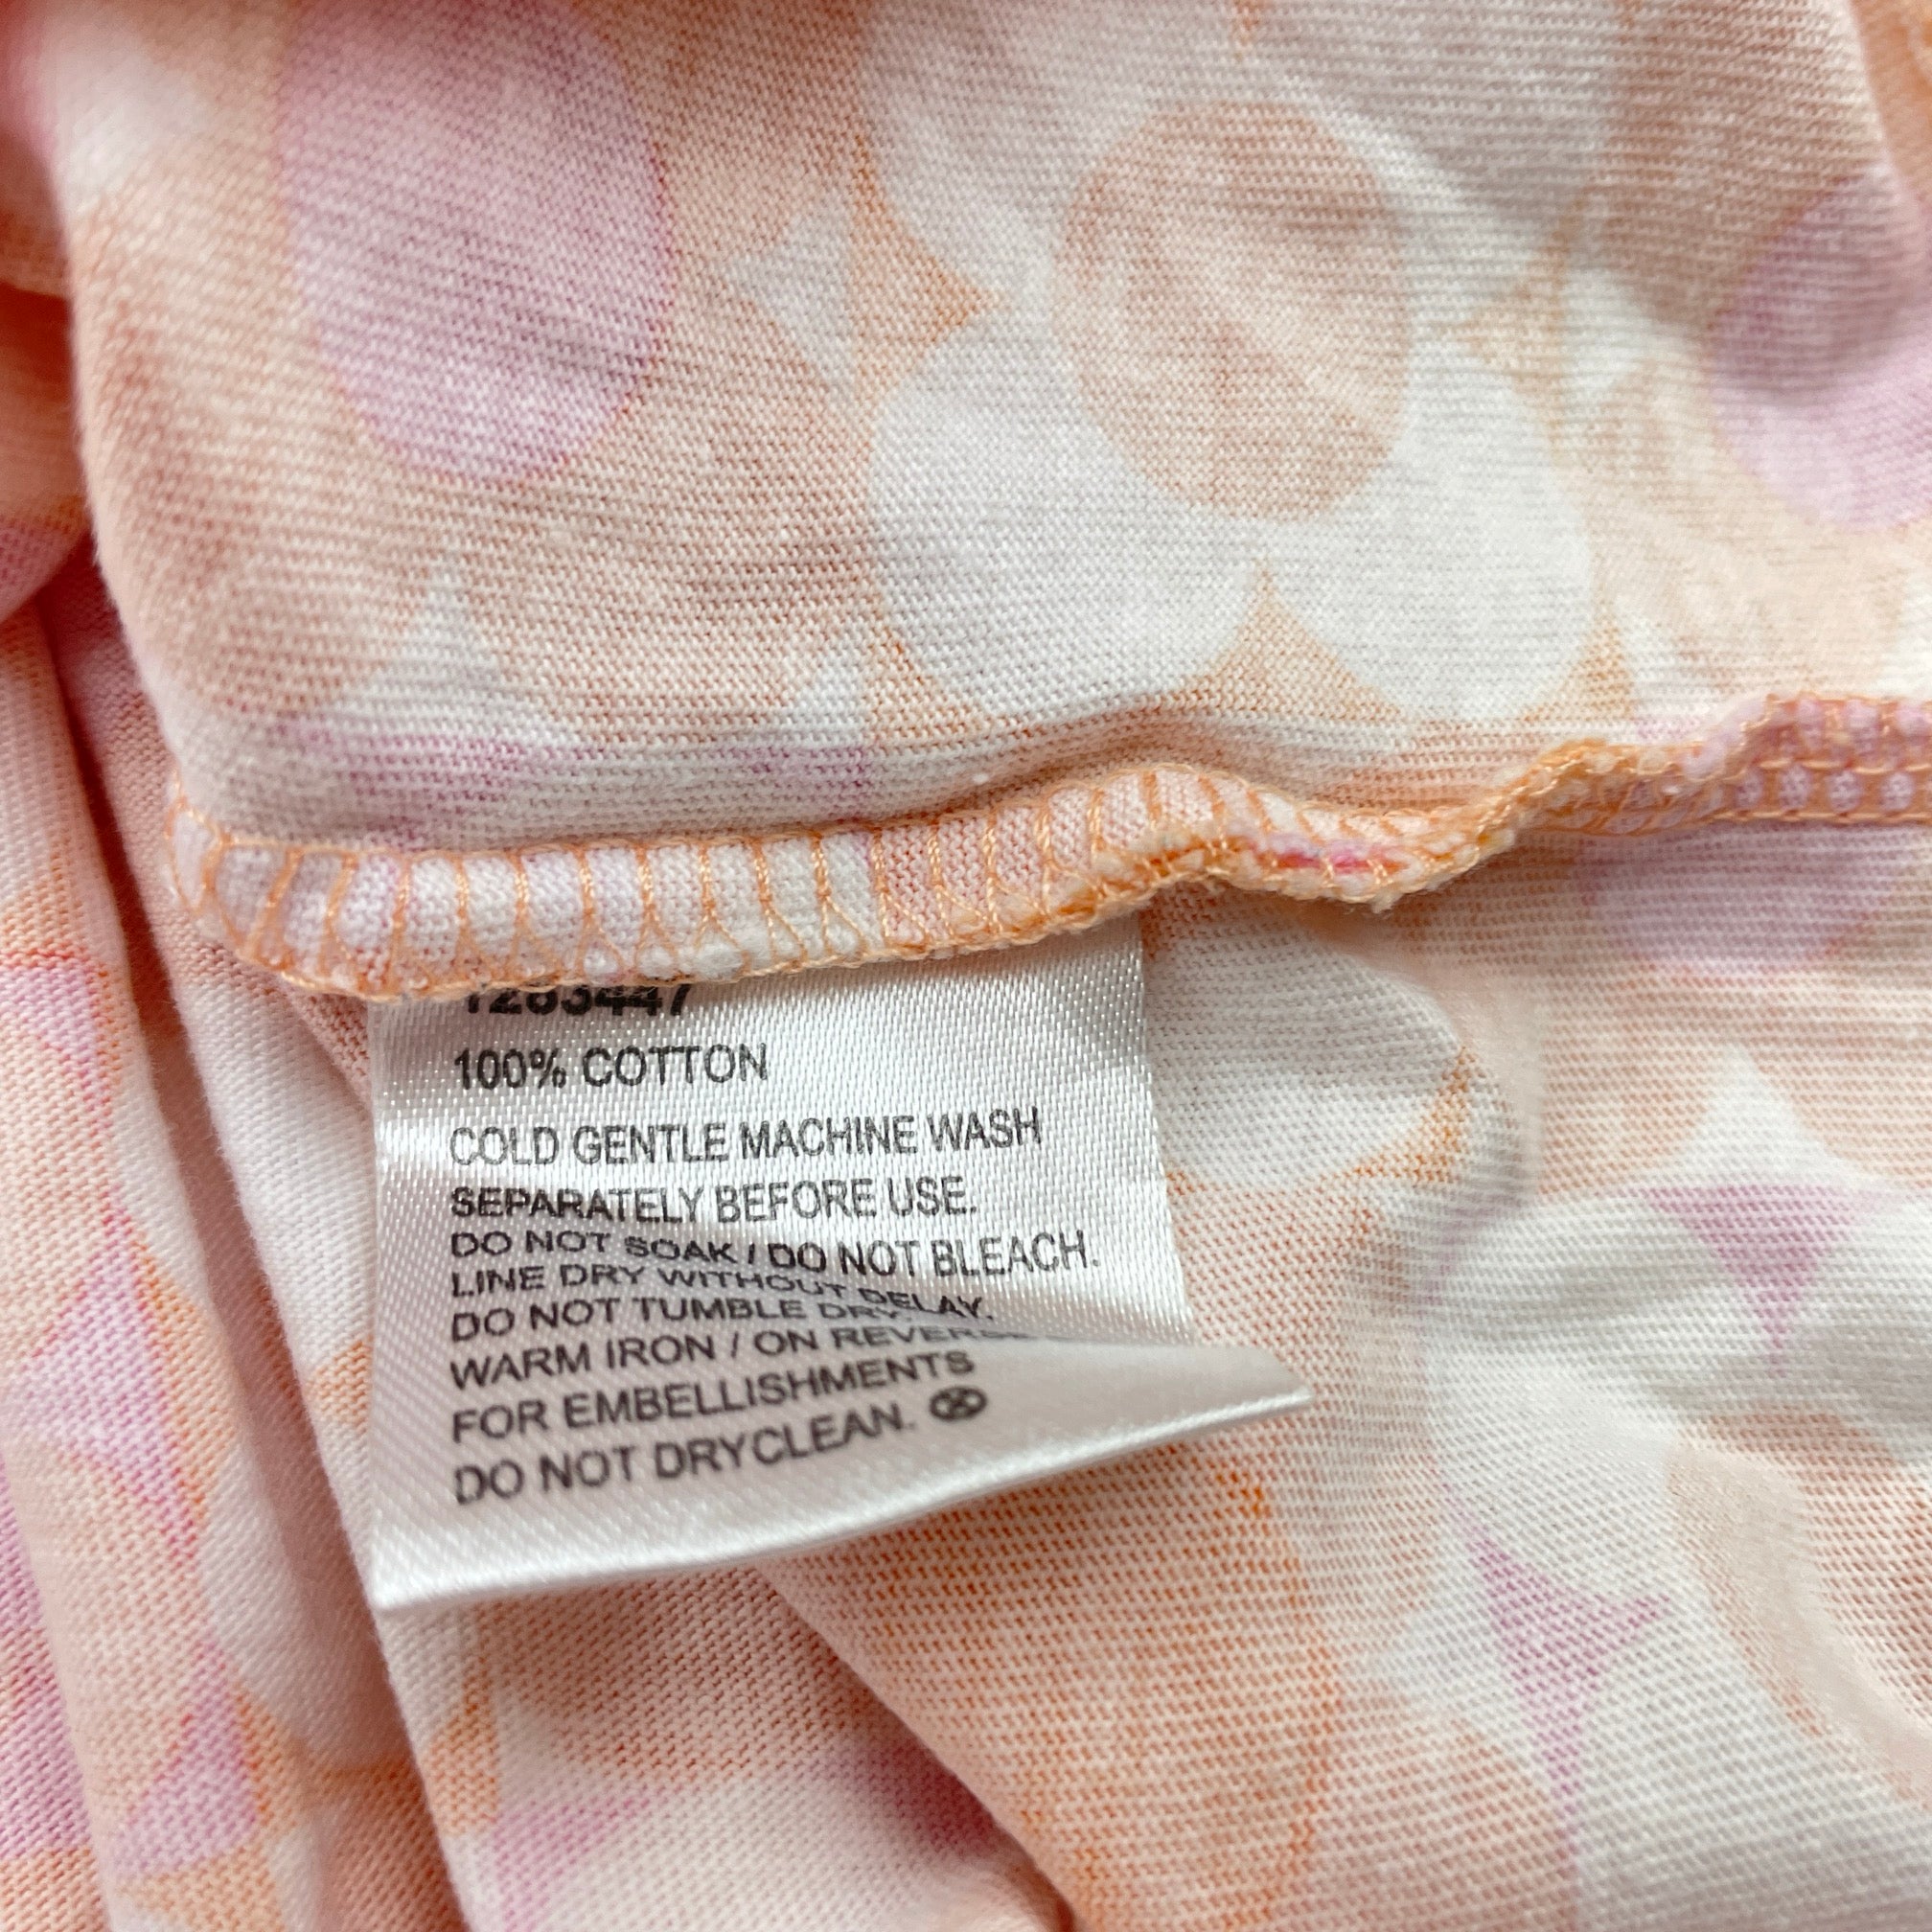 1283447
100% COTTON
COLD GENTLE MACHINE WASH
SEPARATELY BEFORE USE.
DO NOT SOAK / DO NOT BLEACH.
LINE DRY WITHOUT DELAY.
DO NOT TUMBLE DRY.
WARM IRON / ON REVERSE
FOR EMBELLISHMENTS
DO NOT DRYCLEAN.